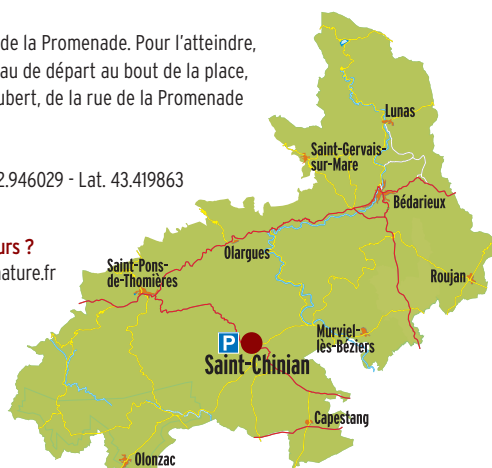 de la Promenade. Pour l’atteindre,
au de départ au bout de la place,
ubert, de la rue de la Promenade
2.946029 - Lat. 43.419863
urs ?
nature.fr
Lunas
Saint-Gervais-
sur-Mare
Bédarieux
Olargues
Saint-Pons-
de-Thomières
Roujan
Murviel-
lès-Béziers
P
Saint-Chinian
Capestang
Olonzac